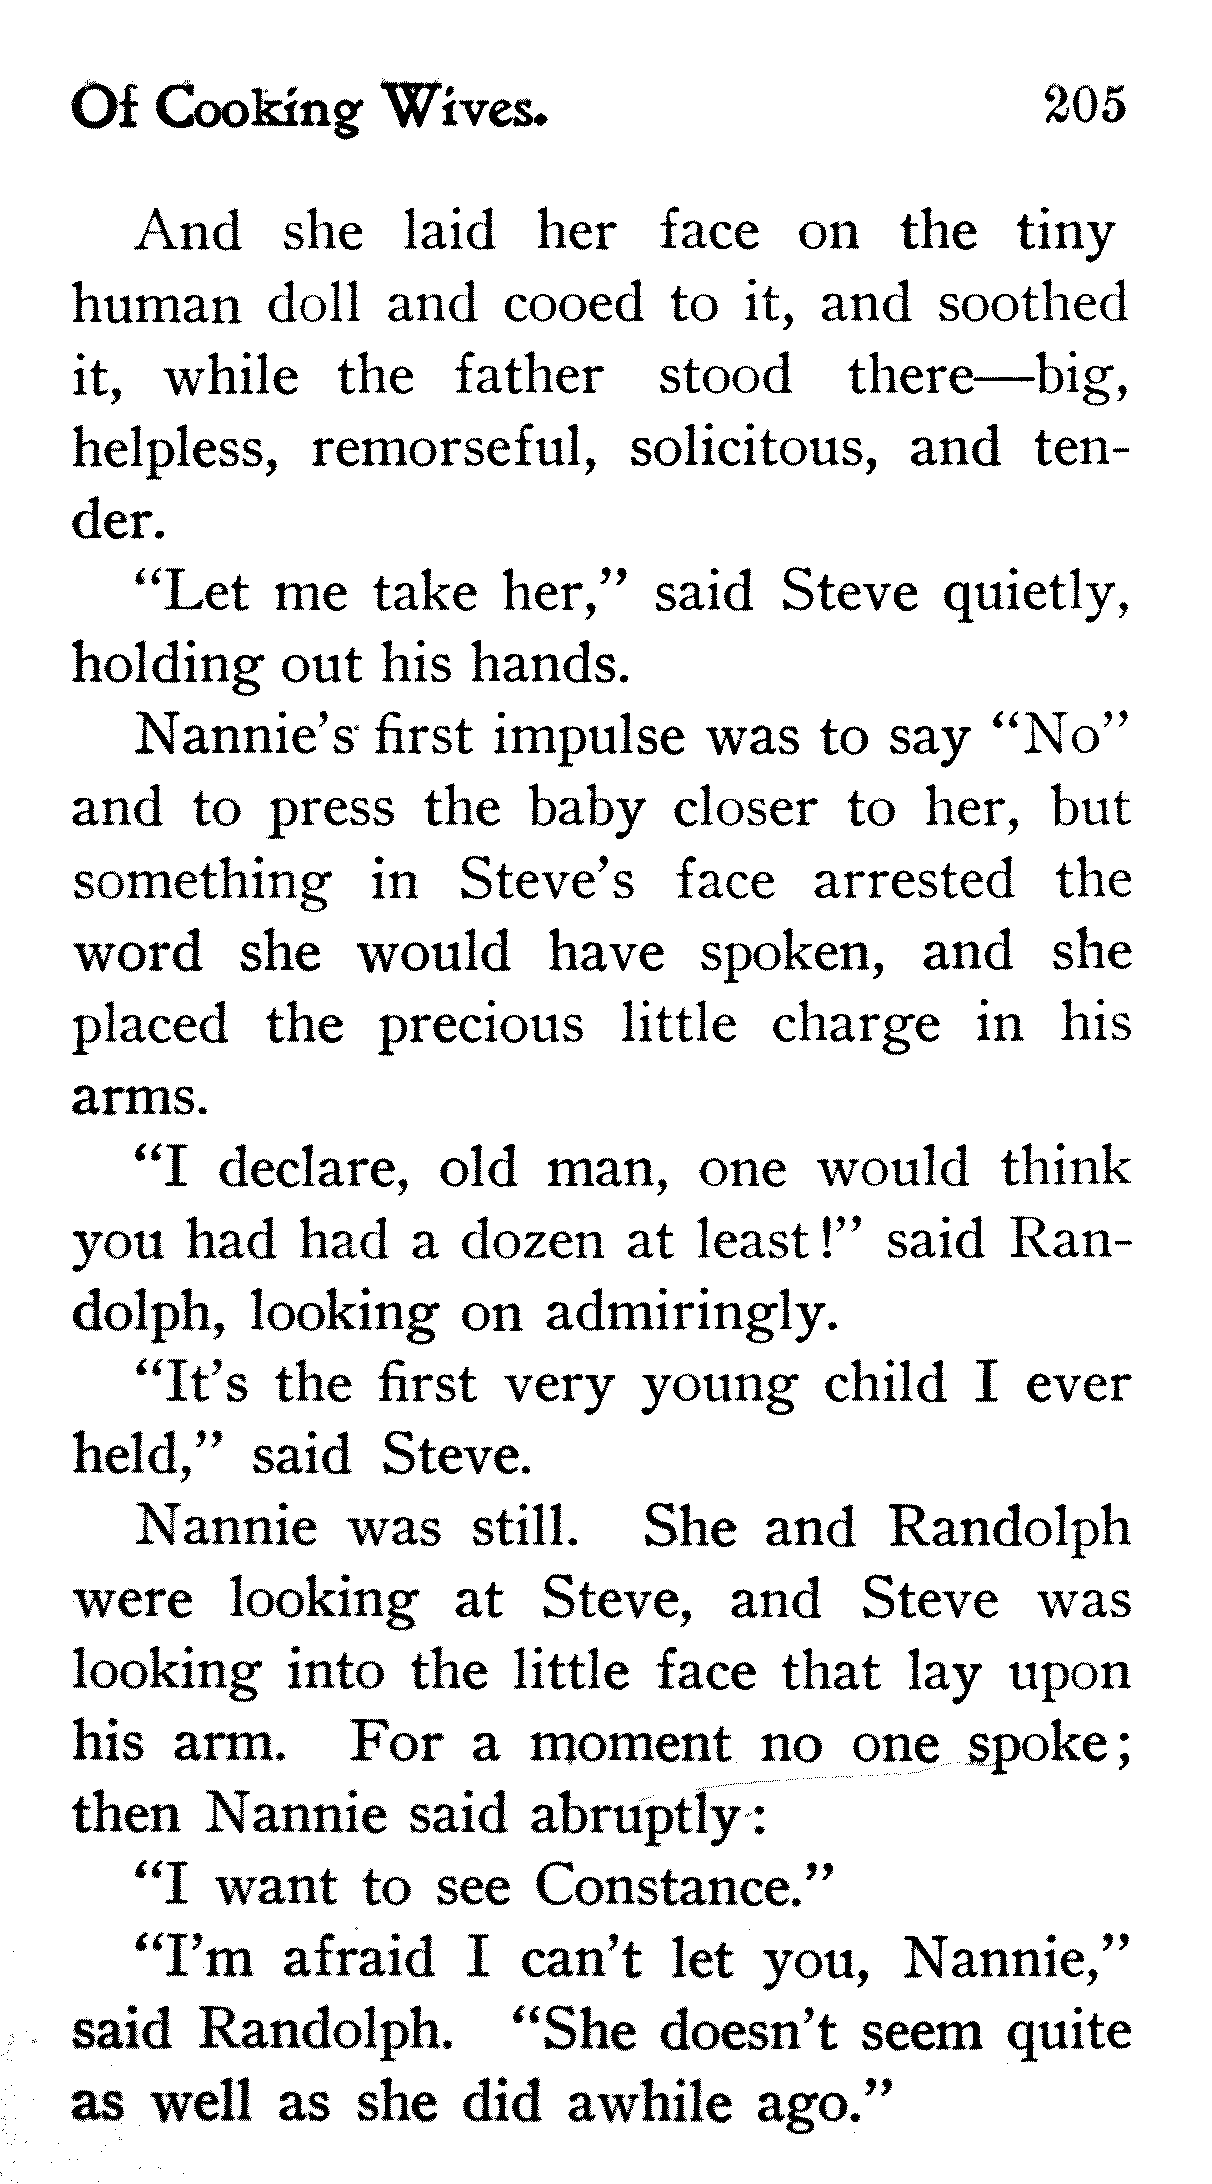 Of Cooking Wives. 205
And she laid her face on the tiny
human doll and cooed to it, and soothed
it, while the father stood there—big,
helpless, remorseful, solicitous, and ten-
der.
“Let me take her,” said Steve quietly,
holding out his hands.
Nannie’s first impulse was to say “No”
and to press the baby closer to her, but
something in Steve’s face arrested the
word she would have spoken, and she
placed the precious little charge in his
arms.
“I declare, old man, one would think
you had had a dozen at least!” said Ran-
dolph, looking on admiringly.
“It’s the first very young child I ever
held,” said Steve.
Nannie was still. She and Randolph
were looking at Steve, and Steve was
looking into the little face that lay upon
his arm. For a moment no one spoke;
then Nannie said abruptly:
“I want to see Constance.”
“I’m afraid I can’t let you, Nannie,”
said Randolph. “She doesn’t seem quite
as well as she did awhile ago.”